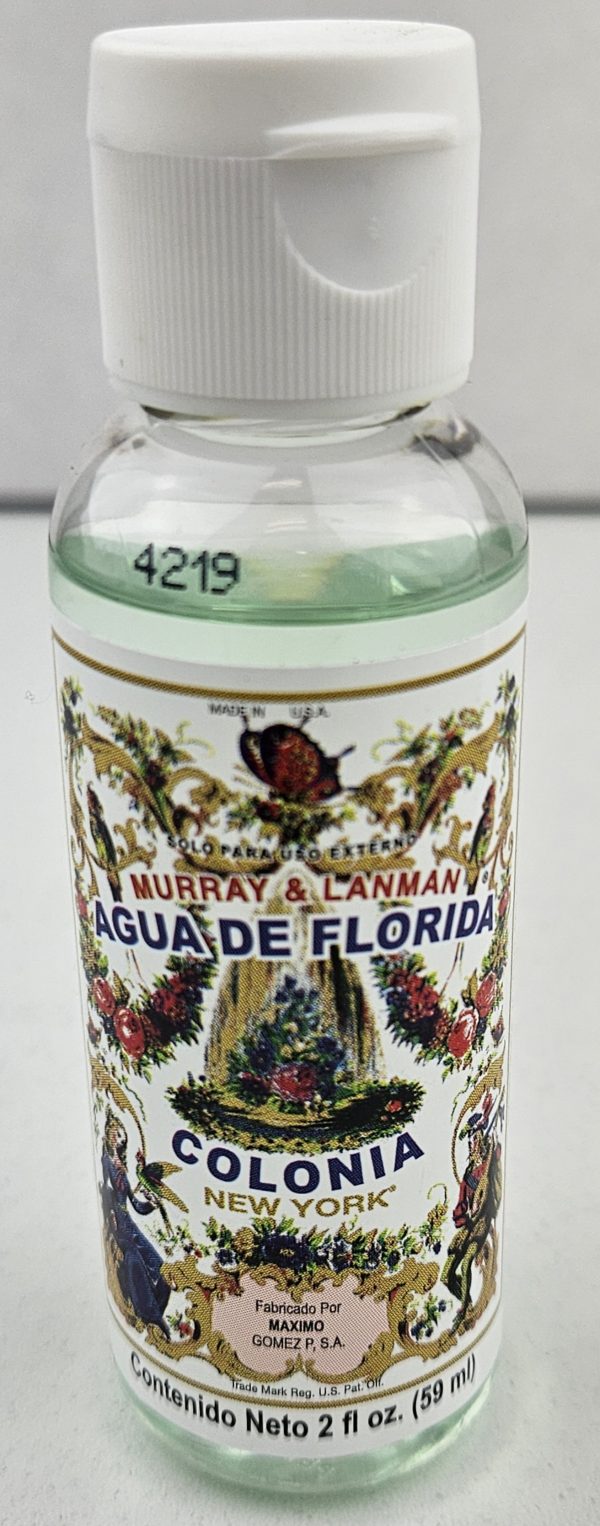 4219
MADE IN U.S.A.
SOLO PARA USO EXTERNO
MURRAY & LANMAN ®
AGUA DE FLORIDA
COLONIA
NEW YORK
Fabricado Por
MAXIMO
GOMEZ P, S.A.
Trade Mark Reg. U.S. Pat. Off.
Contenido Neto 2 fl oz. (59 ml)